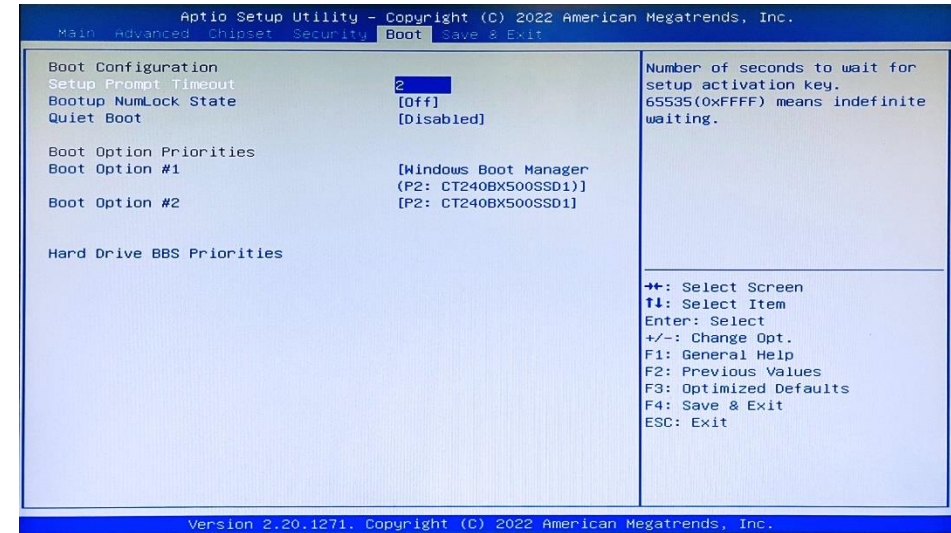 Aptio Setup Utility – Copyright (C) 2022 American Megatrends, Inc.
Main Advanced Chipset Security Boot Save & Exit
Boot Configuration
Setup Prompt Timeout 2
Bootup NumLock State [Off]
Quiet Boot [Disabled]
Boot Option Priorities
Boot Option #1 [Windows Boot Manager
(P2: CT240BX500SSD1)]
Boot Option #2 [P2: CT240BX500SSD1]
Hard Drive BBS Priorities
Number of seconds to wait for
setup activation key.
65535(0xFFFF) means indefinite
waiting.
→←: Select Screen
↑↓: Select Item
Enter: Select
+/-: Change Opt.
F1: General Help
F2: Previous Values
F3: Optimized Defaults
F4: Save & Exit
ESC: Exit
Version 2.20.1271. Copyright (C) 2022 American Megatrends, Inc.